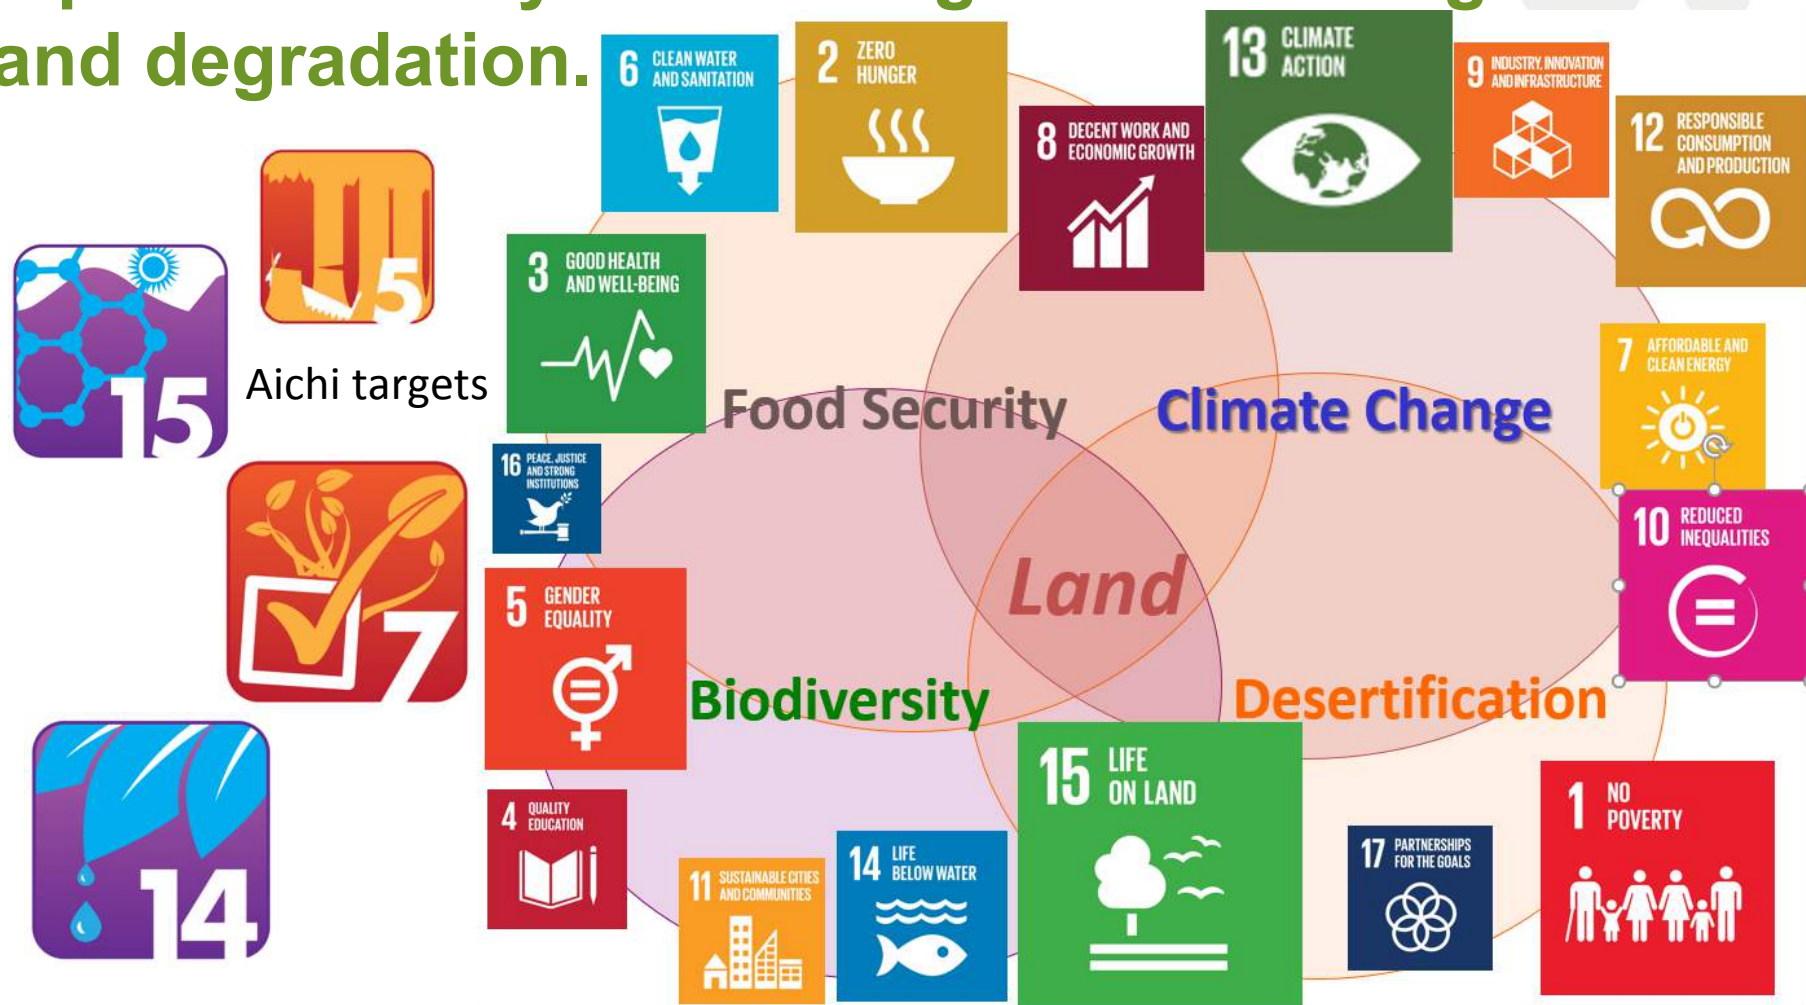 and degradation.
6 CLEAN WATER
AND SANITATION
2 ZERO
HUNGER
13 CLIMATE
ACTION
9 INDUSTRY, INNOVATION
AND INFRASTRUCTURE
8 DECENT WORK AND
ECONOMIC GROWTH
12 RESPONSIBLE
CONSUMPTION
AND PRODUCTION
5
15
Aichi targets
3 GOOD HEALTH
AND WELL-BEING
7 AFFORDABLE AND
CLEAN ENERGY
Food Security
Climate Change
16 PEACE, JUSTICE
AND STRONG
INSTITUTIONS
10 REDUCED
INEQUALITIES
7
5 GENDER
EQUALITY
Land
Biodiversity
Desertification
15 LIFE
ON LAND
14
4 QUALITY
EDUCATION
11 SUSTAINABLE CITIES
AND COMMUNITIES
14 LIFE
BELOW WATER
17 PARTNERSHIPS
FOR THE GOALS
1 NO
POVERTY